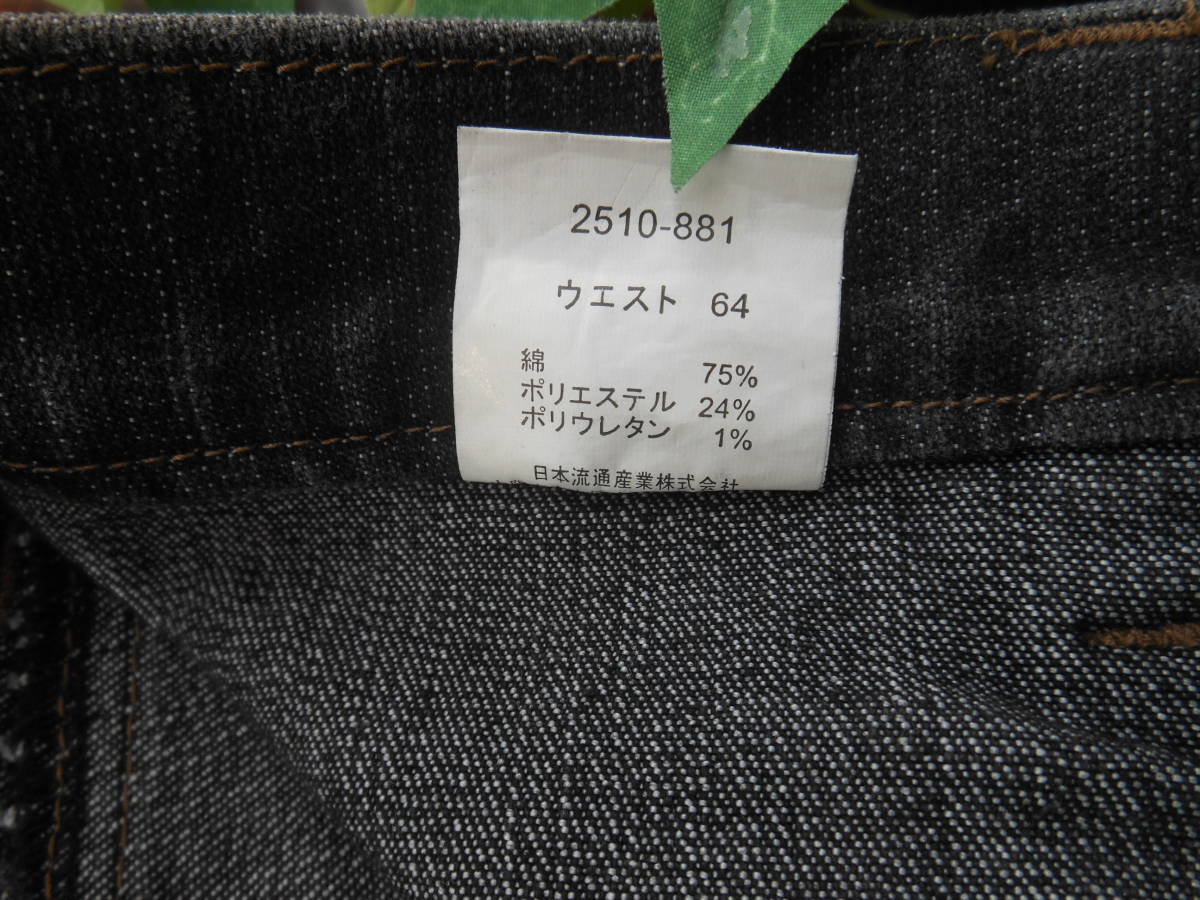 2510-881
ウエスト 64
綿 75%
ポリエステル 24%
ポリウレタン 1%
日本流通産業株式会社